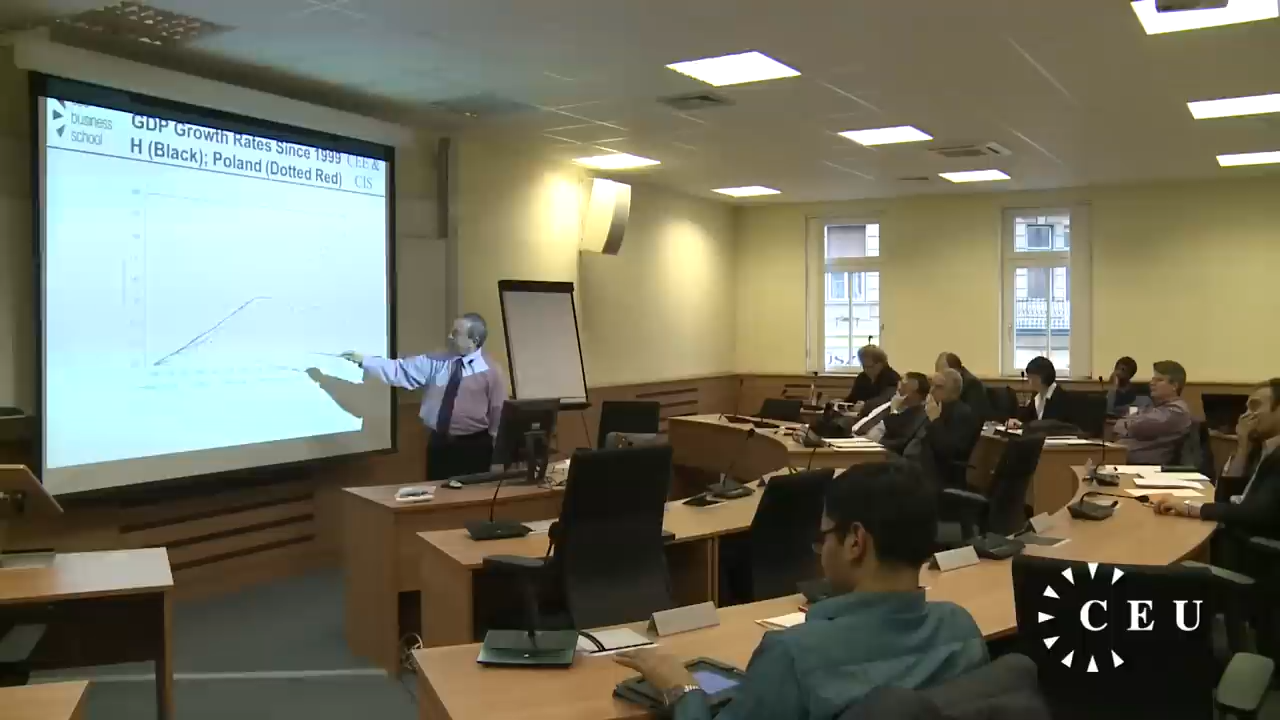 business
school
GDP Growth Rates Since 1999
H (Black); Poland (Dotted Red)
CEE &
CIS
CEU